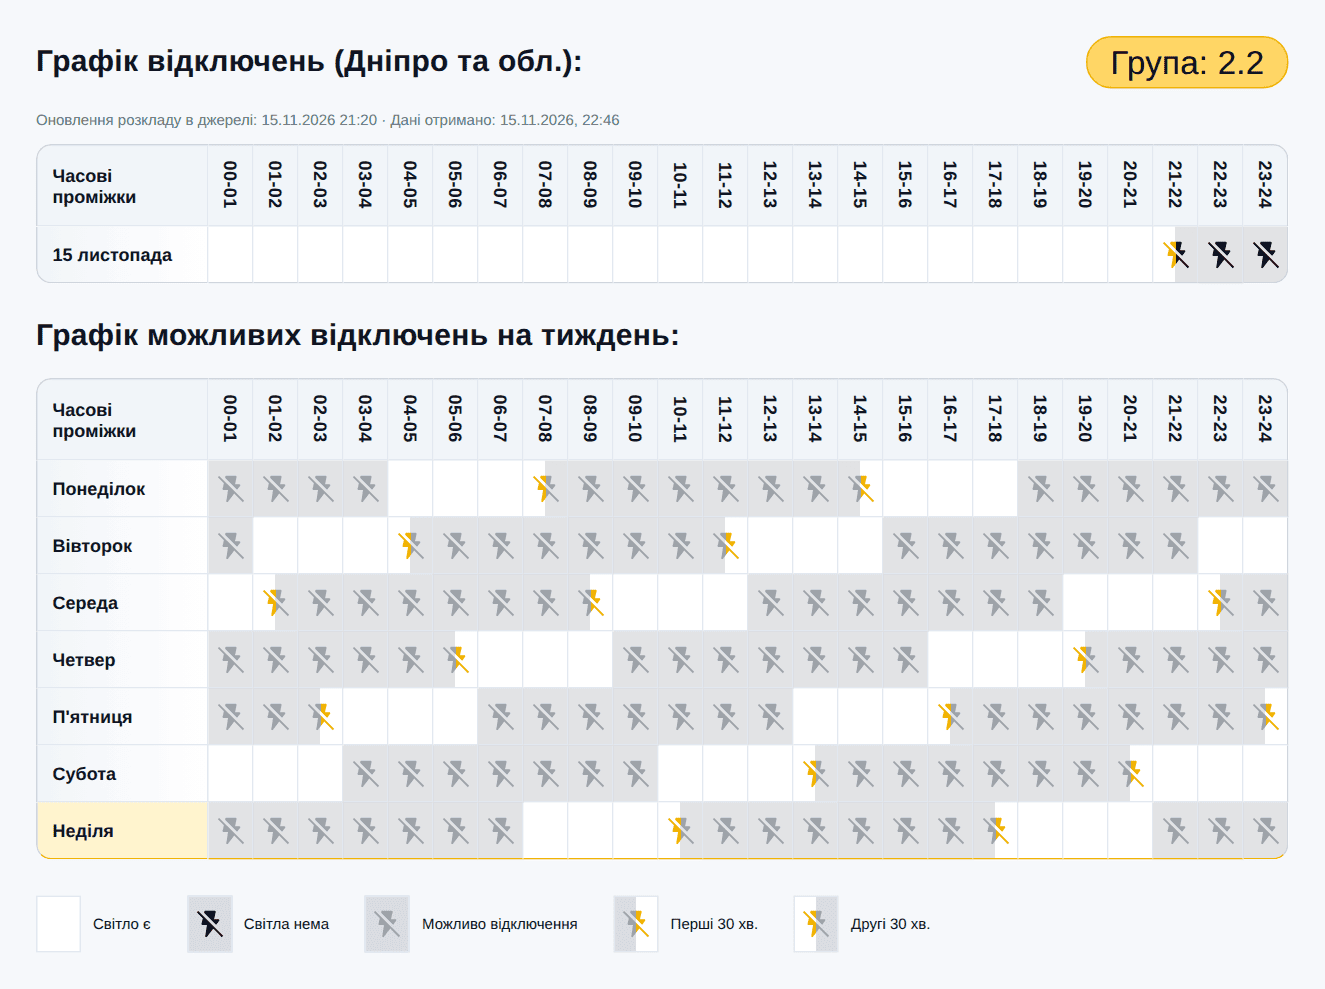 Графік відключень (Дніпро та обл.):
Група: 2.2
Оновлення розкладу в джерелі: 15.11.2026 21:20 · Дані отримано: 15.11.2026, 22:46
Часові проміжки 00-01 01-02 02-03 03-04 04-05 05-06 06-07 07-08 08-09 09-10 10-11 11-12 12-13 13-14 14-15 15-16 16-17 17-18 18-19 19-20 20-21 21-22 22-23 23-24
15 листопада
Графік можливих відключень на тиждень:
Часові проміжки 00-01 01-02 02-03 03-04 04-05 05-06 06-07 07-08 08-09 09-10 10-11 11-12 12-13 13-14 14-15 15-16 16-17 17-18 18-19 19-20 20-21 21-22 22-23 23-24
Понеділок
Вівторок
Середа
Четвер
П'ятниця
Субота
Неділя
Світло є Світла нема Можливо відключення Перші 30 хв. Другі 30 хв.